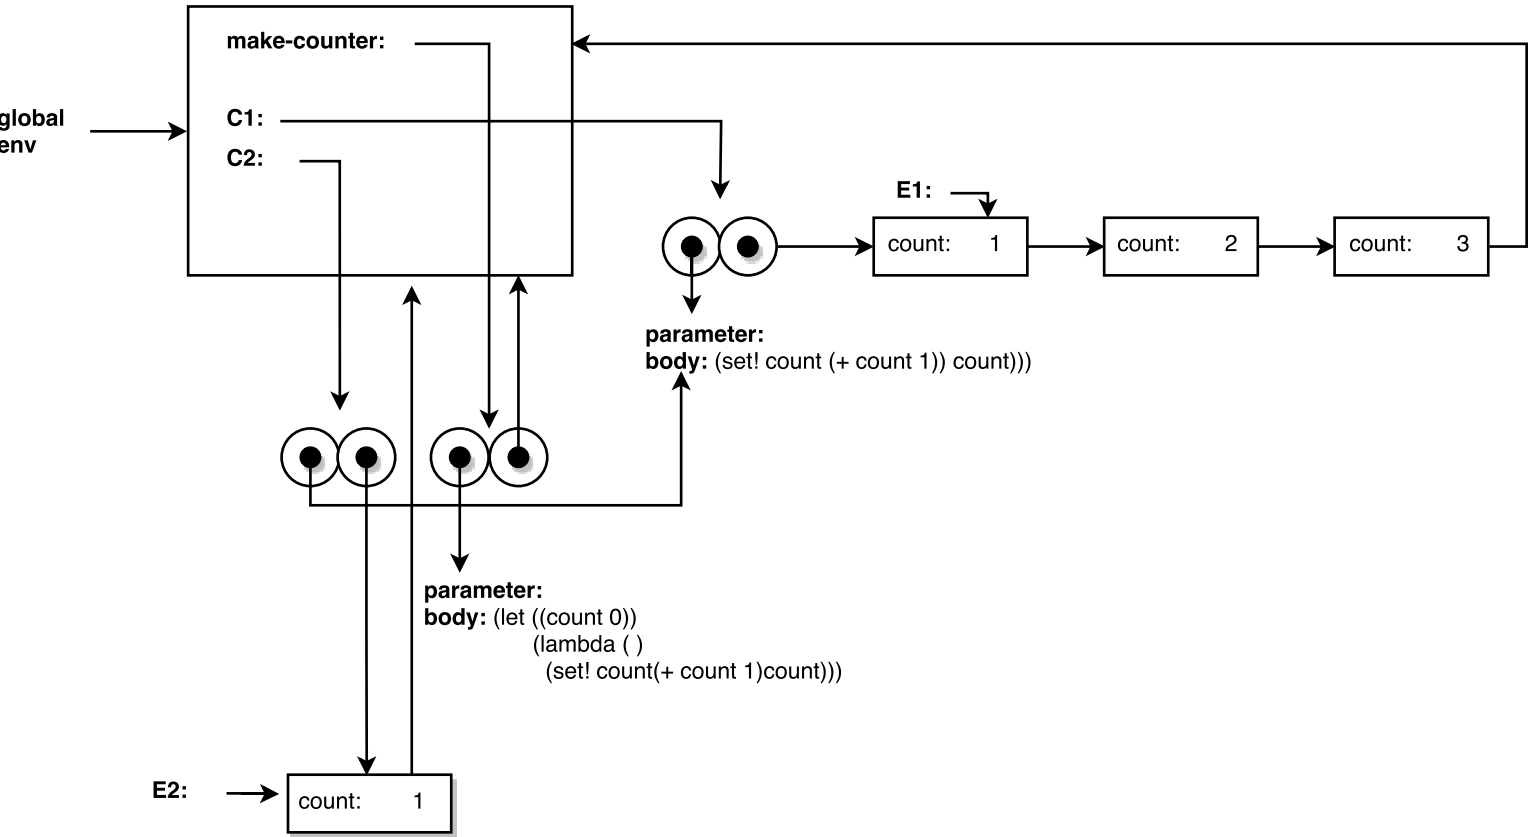 make-counter:
global
env
C1:
C2:
E1:
count: 1
count: 2
count: 3
parameter:
body: (set! count (+ count 1)) count)))
parameter:
body: (let ((count 0))
(lambda ( )
(set! count(+ count 1)count)))
E2:
count: 1